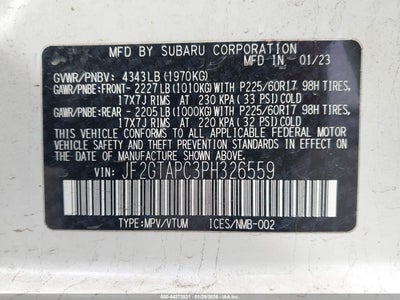 MFD. BY SUBARU CORPORATION
MFD. IN 01/23
GVWR/PNBV: 4343LB (1970KG)
GAWR/PNBE:FRONT- 2227LB (1010KG)WITH P225/60R17 98H TIRES,
17X7J RIMS AT 230 KPA (33 PSI) COLD
GAWR/PNBE:REAR - 2205LB (1000KG)WITH P225/60R17 98H TIRES,
17X7J RIMS AT 220 KPA (32 PSI) COLD
THIS VEHICLE CONFORMS TO ALL APPLICABLE FEDERAL MOTOR
VEHICLE SAFETY, BUMPER, AND THEFT PREVENTION STANDARDS
IN EFFECT ON THE DATE OF MANUFACTURE SHOWN ABOVE.
VIN: JF2GTAPC3PH326559
TYPE:MPV/VTUM ICES/NMB-002